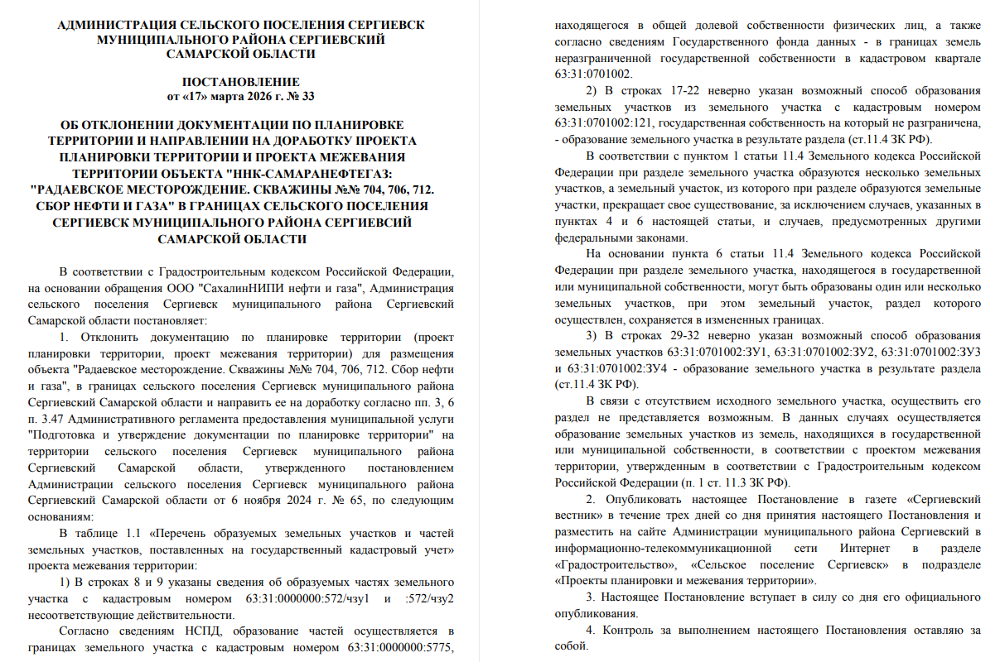 АДМИНИСТРАЦИЯ СЕЛЬСКОГО ПОСЕЛЕНИЯ СЕРГИЕВСК
МУНИЦИПАЛЬНОГО РАЙОНА СЕРГИЕВСКИЙ
САМАРСКОЙ ОБЛАСТИ
ПОСТАНОВЛЕНИЕ
от «17» марта 2026 г. № 33
ОБ ОТКЛОНЕНИИ ДОКУМЕНТАЦИИ ПО ПЛАНИРОВКЕ
ТЕРРИТОРИИ И НАПРАВЛЕНИИ НА ДОРАБОТКУ ПРОЕКТА
ПЛАНИРОВКИ ТЕРРИТОРИИ И ПРОЕКТА МЕЖЕВАНИЯ
ТЕРРИТОРИИ ОБЪЕКТА "ННК-САМАРАНЕФТЕГАЗ:
"РАДАЕВСКОЕ МЕСТОРОЖДЕНИЕ. СКВАЖИНЫ №№ 704, 706, 712.
СБОР НЕФТИ И ГАЗА" В ГРАНИЦАХ СЕЛЬСКОГО ПОСЕЛЕНИЯ
СЕРГИЕВСК МУНИЦИПАЛЬНОГО РАЙОНА СЕРГИЕВСИЙ
САМАРСКОЙ ОБЛАСТИ
В соответствии с Градостроительным кодексом Российской Федерации,
на основании обращения ООО "СахалинНИПИ нефти и газа", Администрация
сельского поселения Сергиевск муниципального района Сергиевский
Самарской области постановляет:
1. Отклонить документацию по планировке территории (проект
планировки территории, проект межевания территории) для размещения
объекта "Радаевское месторождение. Скважины №№ 704, 706, 712. Сбор нефти
и газа", в границах сельского поселения Сергиевск муниципального района
Сергиевский Самарской области и направить ее на доработку согласно пп. 3, 6
п. 3.47 Административного регламента предоставления муниципальной услуги
"Подготовка и утверждение документации по планировке территории" на
территории сельского поселения Сергиевск муниципального района
Сергиевский Самарской области, утвержденного постановлением
Администрации сельского поселения Сергиевск муниципального района
Сергиевский Самарской области от 6 ноября 2024 г. № 65, по следующим
основаниям:
В таблице 1.1 «Перечень образуемых земельных участков и частей
земельных участков, поставленных на государственный кадастровый учет»
проекта межевания территории:
1) В строках 8 и 9 указаны сведения об образуемых частях земельного
участка с кадастровым номером 63:31:0000000:572/чзу1 и :572/чзу2
несоответствующие действительности.
Согласно сведениям НСПД, образование частей осуществляется в
границах земельного участка с кадастровым номером 63:31:0000000:5775,
находящегося в общей долевой собственности физических лиц, а также
согласно сведениям Государственного фонда данных - в границах земель
неразграниченной государственной собственности в кадастровом квартале
63:31:0701002.
2) В строках 17-22 неверно указан возможный способ образования
земельных участков из земельного участка с кадастровым номером
63:31:0701002:121, государственная собственность на который не разграничена,
- образование земельного участка в результате раздела (ст.11.4 ЗК РФ).
В соответствии с пунктом 1 статьи 11.4 Земельного кодекса Российской
Федерации при разделе земельного участка образуются несколько земельных
участков, а земельный участок, из которого при разделе образуются земельные
участки, прекращает свое существование, за исключением случаев, указанных в
пунктах 4 и 6 настоящей статьи, и случаев, предусмотренных другими
федеральными законами.
На основании пункта 6 статьи 11.4 Земельного кодекса Российской
Федерации при разделе земельного участка, находящегося в государственной
или муниципальной собственности, могут быть образованы один или несколько
земельных участков, при этом земельный участок, раздел которого
осуществлен, сохраняется в измененных границах.
3) В строках 29-32 неверно указан возможный способ образования
земельных участков 63:31:0701002:ЗУ1, 63:31:0701002:ЗУ2, 63:31:0701002:ЗУ3
и 63:31:0701002:ЗУ4 - образование земельного участка в результате раздела
(ст.11.4 ЗК РФ).
В связи с отсутствием исходного земельного участка, осуществить его
раздел не представляется возможным. В данных случаях осуществляется
образование земельных участков из земель, находящихся в государственной
или муниципальной собственности, в соответствии с проектом межевания
территории, утвержденным в соответствии с Градостроительным кодексом
Российской Федерации (п. 1 ст. 11.3 ЗК РФ).
2. Опубликовать настоящее Постановление в газете «Сергиевский
вестник» в течение трех дней со дня принятия настоящего Постановления и
разместить на сайте Администрации муниципального района Сергиевский в
информационно-телекоммуникационной сети Интернет в разделе
«Градостроительство», «Сельское поселение Сергиевск» в подразделе
«Проекты планировки и межевания территории».
3. Настоящее Постановление вступает в силу со дня его официального
опубликования.
4. Контроль за выполнением настоящего Постановления оставляю за
собой.